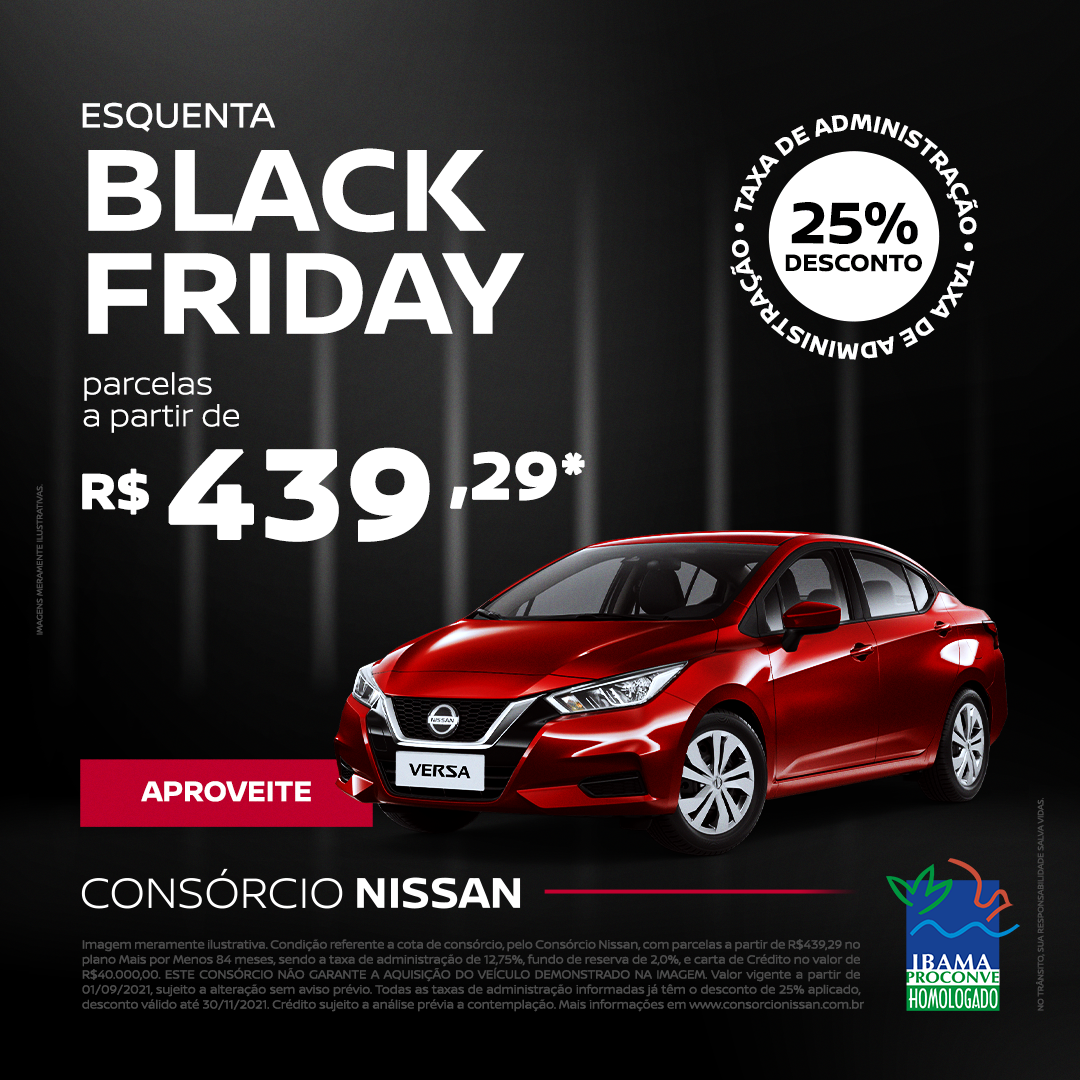 ESQUENTA
BLACK
FRIDAY
parcelas
a partir de
R$ 439,29*
TAXA DE ADMINISTRAÇÃO • TAXA DE ADMINISTRAÇÃO •
25%
DESCONTO
IMAGENS MERAMENTE ILUSTRATIVAS.
NISSAN
VERSA
APROVEITE
CONSÓRCIO NISSAN
Imagem meramente ilustrativa. Condição referente a cota de consórcio, pelo Consórcio Nissan, com parcelas a partir de R$439,29 no
plano Mais por Menos 84 meses, sendo a taxa de administração de 12,75%, fundo de reserva de 2,0%, e carta de Crédito no valor de
R$40.000,00. ESTE CONSÓRCIO NÃO GARANTE A AQUISIÇÃO DO VEÍCULO DEMONSTRADO NA IMAGEM. Valor vigente a partir de
01/09/2021, sujeito a alteração sem aviso prévio. Todas as taxas de administração informadas já têm o desconto de 25% aplicado,
desconto válido até 30/11/2021. Crédito sujeito a análise prévia a contemplação. Mais informações em www.consorcionissan.com.br
IBAMA
PROCONVE
HOMOLOGADO
NO TRÂNSITO, SUA RESPONSABILIDADE SALVA VIDAS.